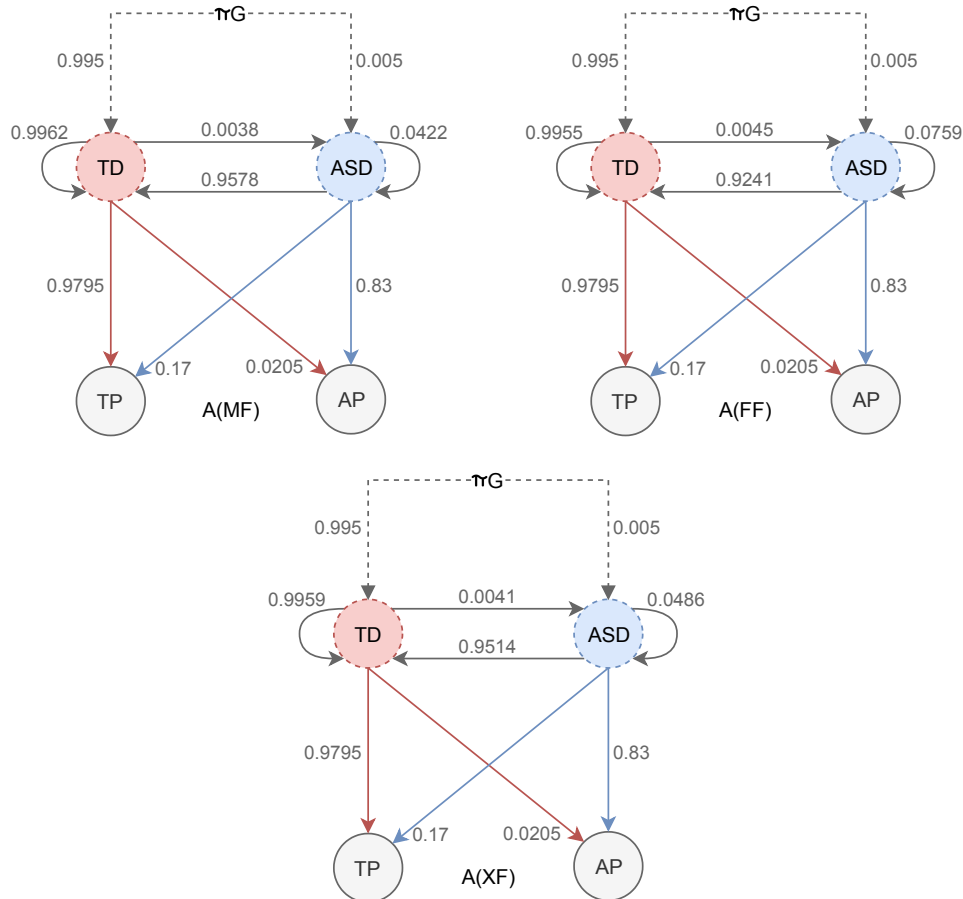 πG
πG
0.995
0.005
0.995
0.005
0.9962
0.0038
0.0422
0.9955
0.0045
0.0759
TD
ASD
TD
ASD
0.9578
0.9241
0.9795
0.83
0.9795
0.83
0.17
0.0205
0.17
0.0205
TP
AP
TP
AP
A(MF)
A(FF)
πG
0.995
0.005
0.9959
0.0041
0.0486
TD
ASD
0.9514
0.9795
0.83
0.17
0.0205
TP
AP
A(XF)